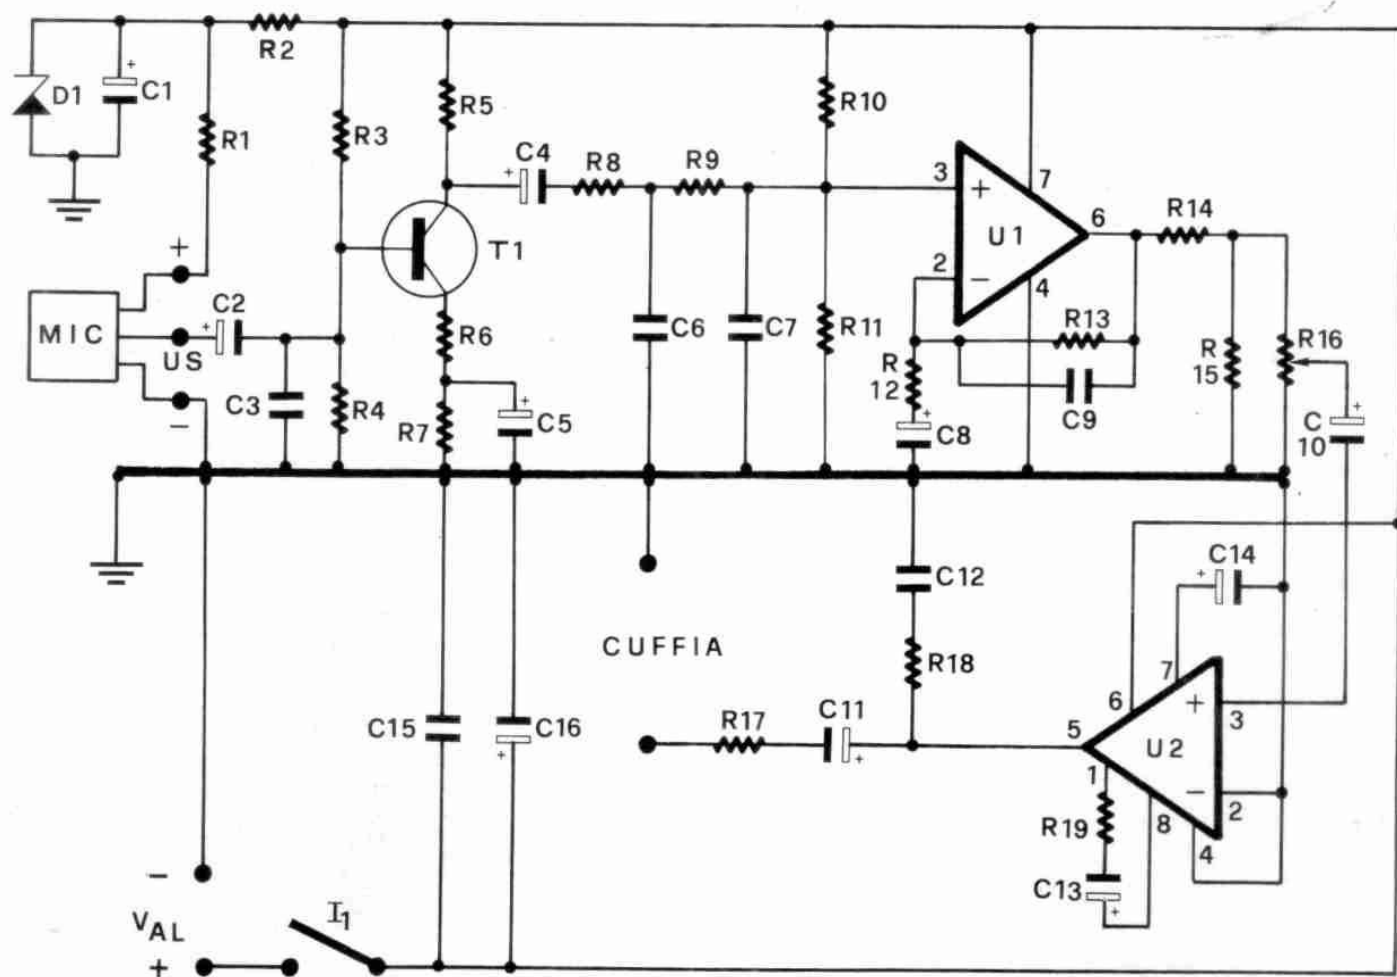 R2
+
D1
C1
R1
R3
R5
R10
C4
+
R8
R9
3
+
7
U1
6
R14
T1
2
−
4
+
MIC
C2
+
US
−
C3
R4
R6
R7
+
C5
C6
C7
R11
R13
R
12
+
C8
C9
R
15
R16
C
10
+
C12
C14
+
CUFFIA
R18
7
6
+
3
C15
C16
+
R17
C11
+
5
U2
1
−
2
R19
8
4
C13
+
−
VAL
I1
+